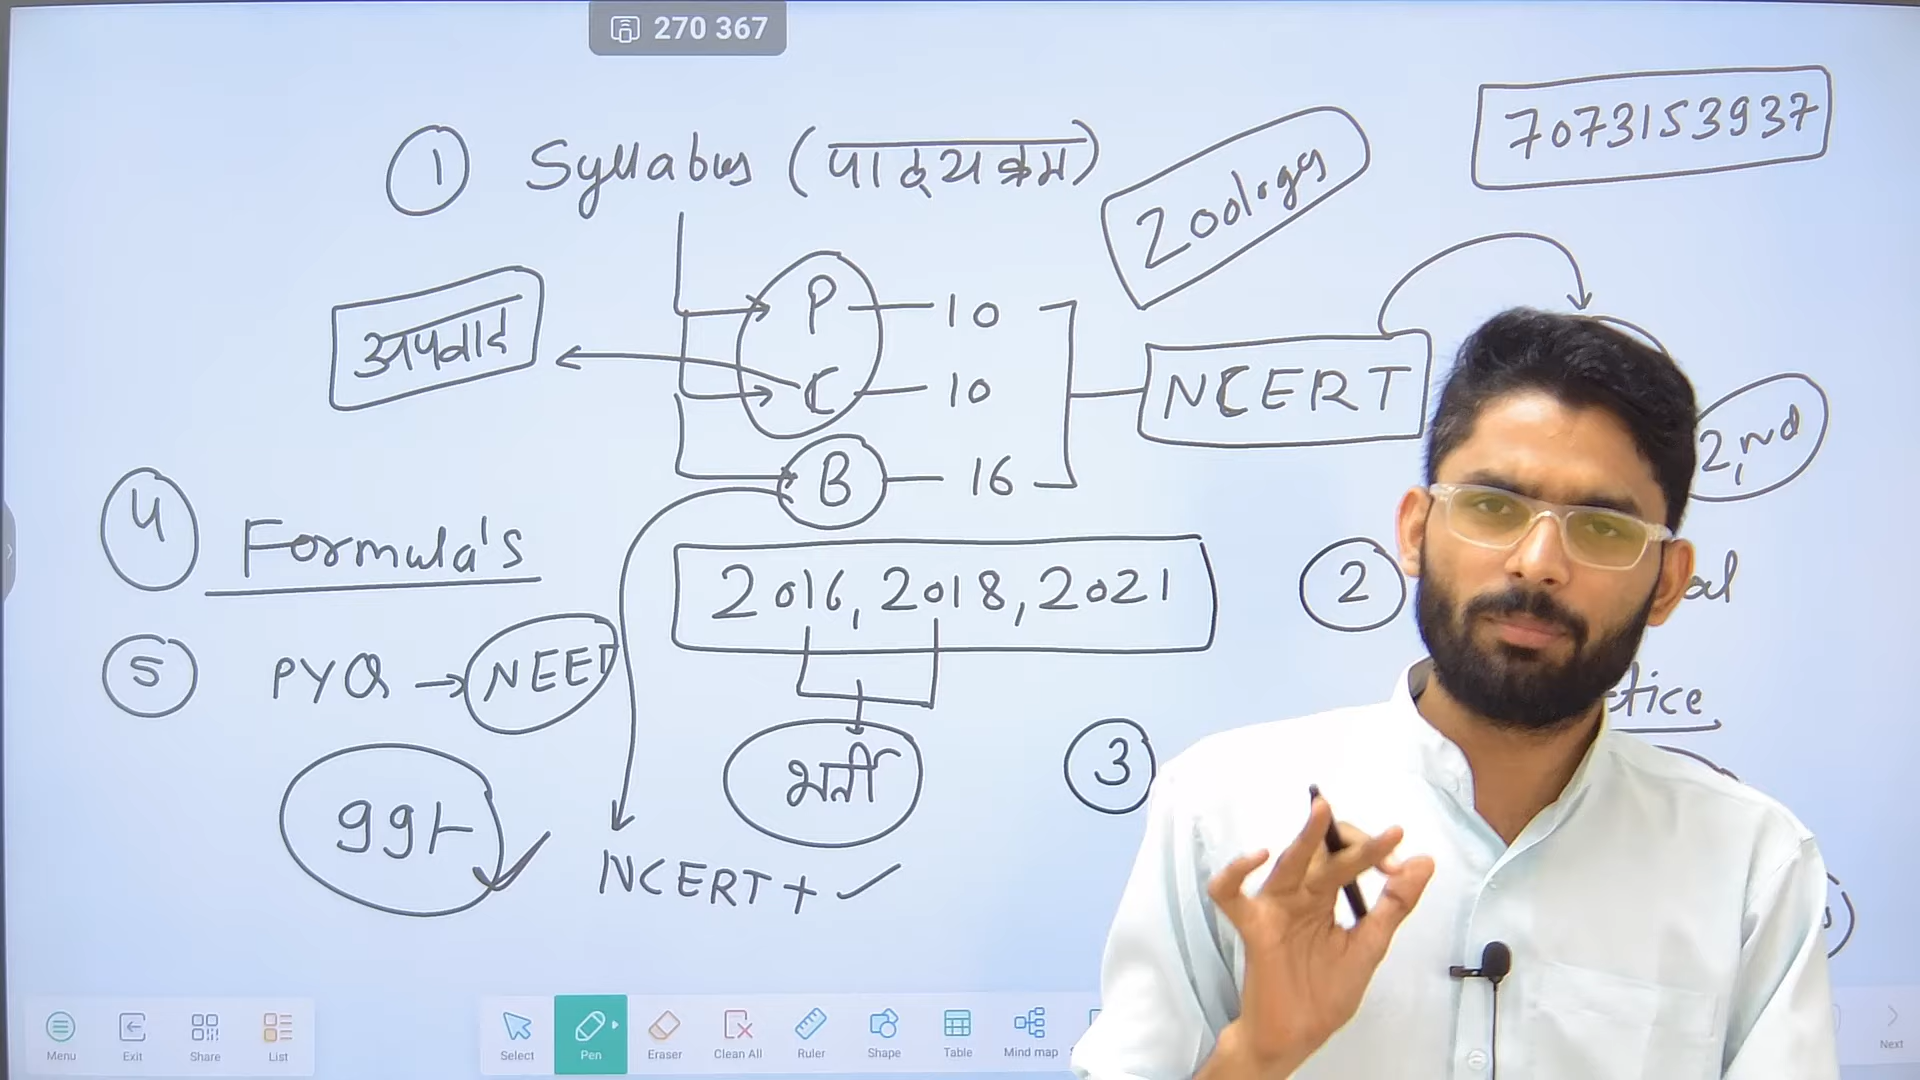 270 367
7073153937
① Syllabus (पाठ्यक्रम)
Zoology
P — 10
अपवाद
C — 10
NCERT
2nd
B — 16
④ Formula's
2016, 2018, 2021
②
⑤ PYQ → NEET
भर्ती
③
99+
NCERT + ✓
Menu Exit Share List Select Pen Eraser Clean All Ruler Shape Table Mind map Next